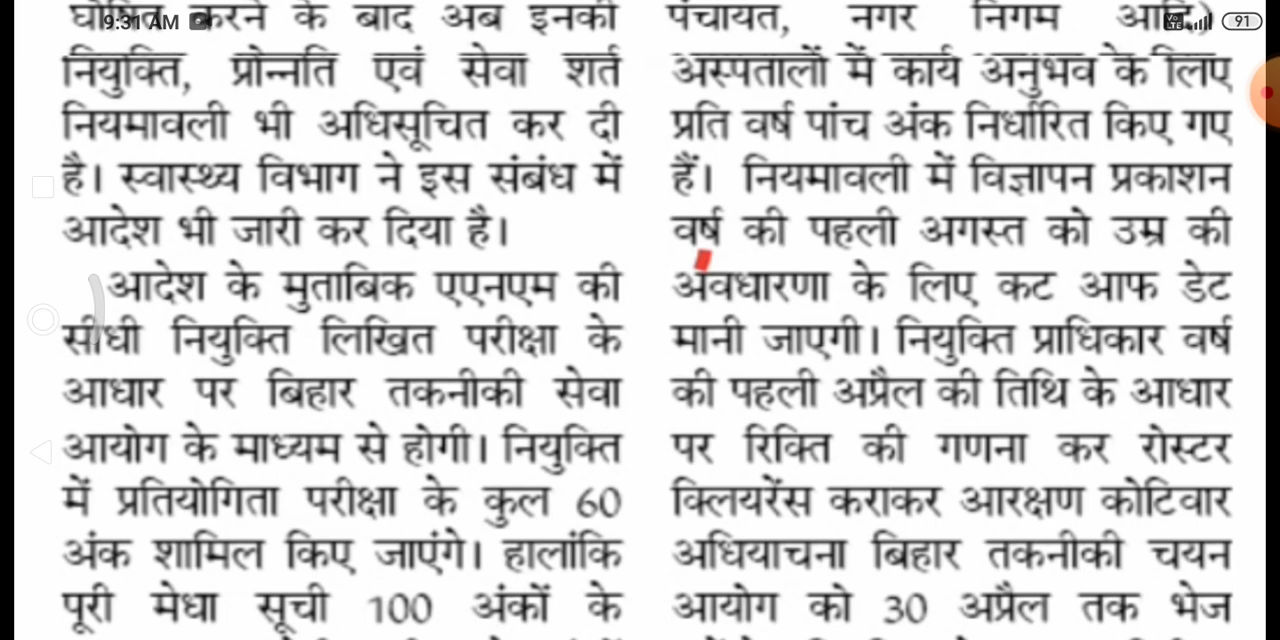 9:31 AM
VoLTE
91
घोषित करने के बाद अब इनकी
नियुक्ति, प्रोन्नति एवं सेवा शर्त
नियमावली भी अधिसूचित कर दी
है। स्वास्थ्य विभाग ने इस संबंध में
आदेश भी जारी कर दिया है।
आदेश के मुताबिक एएनएम की
सीधी नियुक्ति लिखित परीक्षा के
आधार पर बिहार तकनीकी सेवा
आयोग के माध्यम से होगी। नियुक्ति
में प्रतियोगिता परीक्षा के कुल 60
अंक शामिल किए जाएंगे। हालांकि
पूरी मेधा सूची 100 अंकों के
पंचायत, नगर निगम आदि)
अस्पतालों में कार्य अनुभव के लिए
प्रति वर्ष पांच अंक निर्धारित किए गए
हैं। नियमावली में विज्ञापन प्रकाशन
वर्ष की पहली अगस्त को उम्र की
अवधारणा के लिए कट आफ डेट
मानी जाएगी। नियुक्ति प्राधिकार वर्ष
की पहली अप्रैल की तिथि के आधार
पर रिक्ति की गणना कर रोस्टर
क्लियरेंस कराकर आरक्षण कोटिवार
अधियाचना बिहार तकनीकी चयन
आयोग को 30 अप्रैल तक भेज